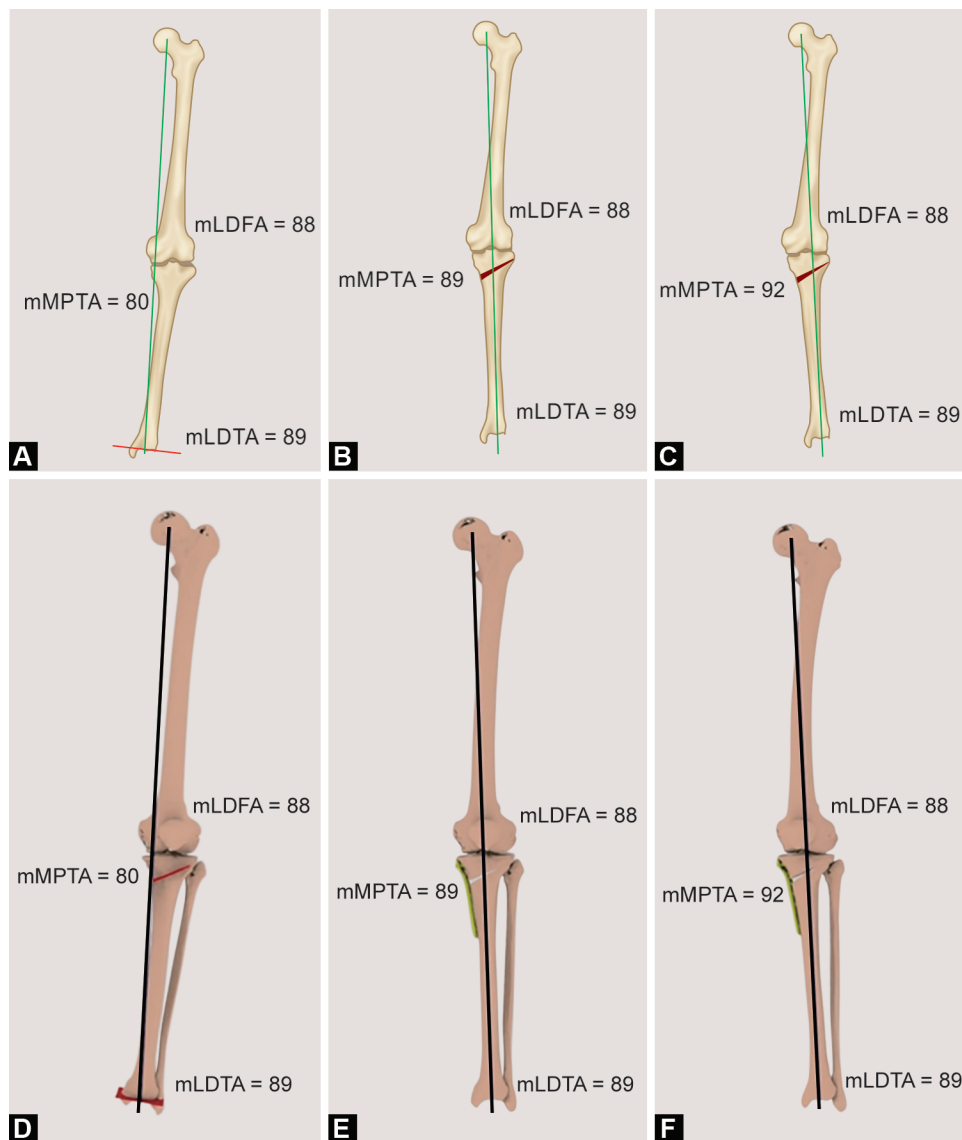 mLDFA = 88
mMPTA = 80
mLDTA = 89
A
mLDFA = 88
mMPTA = 89
mLDTA = 89
B
mLDFA = 88
mMPTA = 92
mLDTA = 89
C
mLDFA = 88
mMPTA = 80
mLDTA = 89
D
mLDFA = 88
mMPTA = 89
mLDTA = 89
E
mLDFA = 88
mMPTA = 92
mLDTA = 89
F